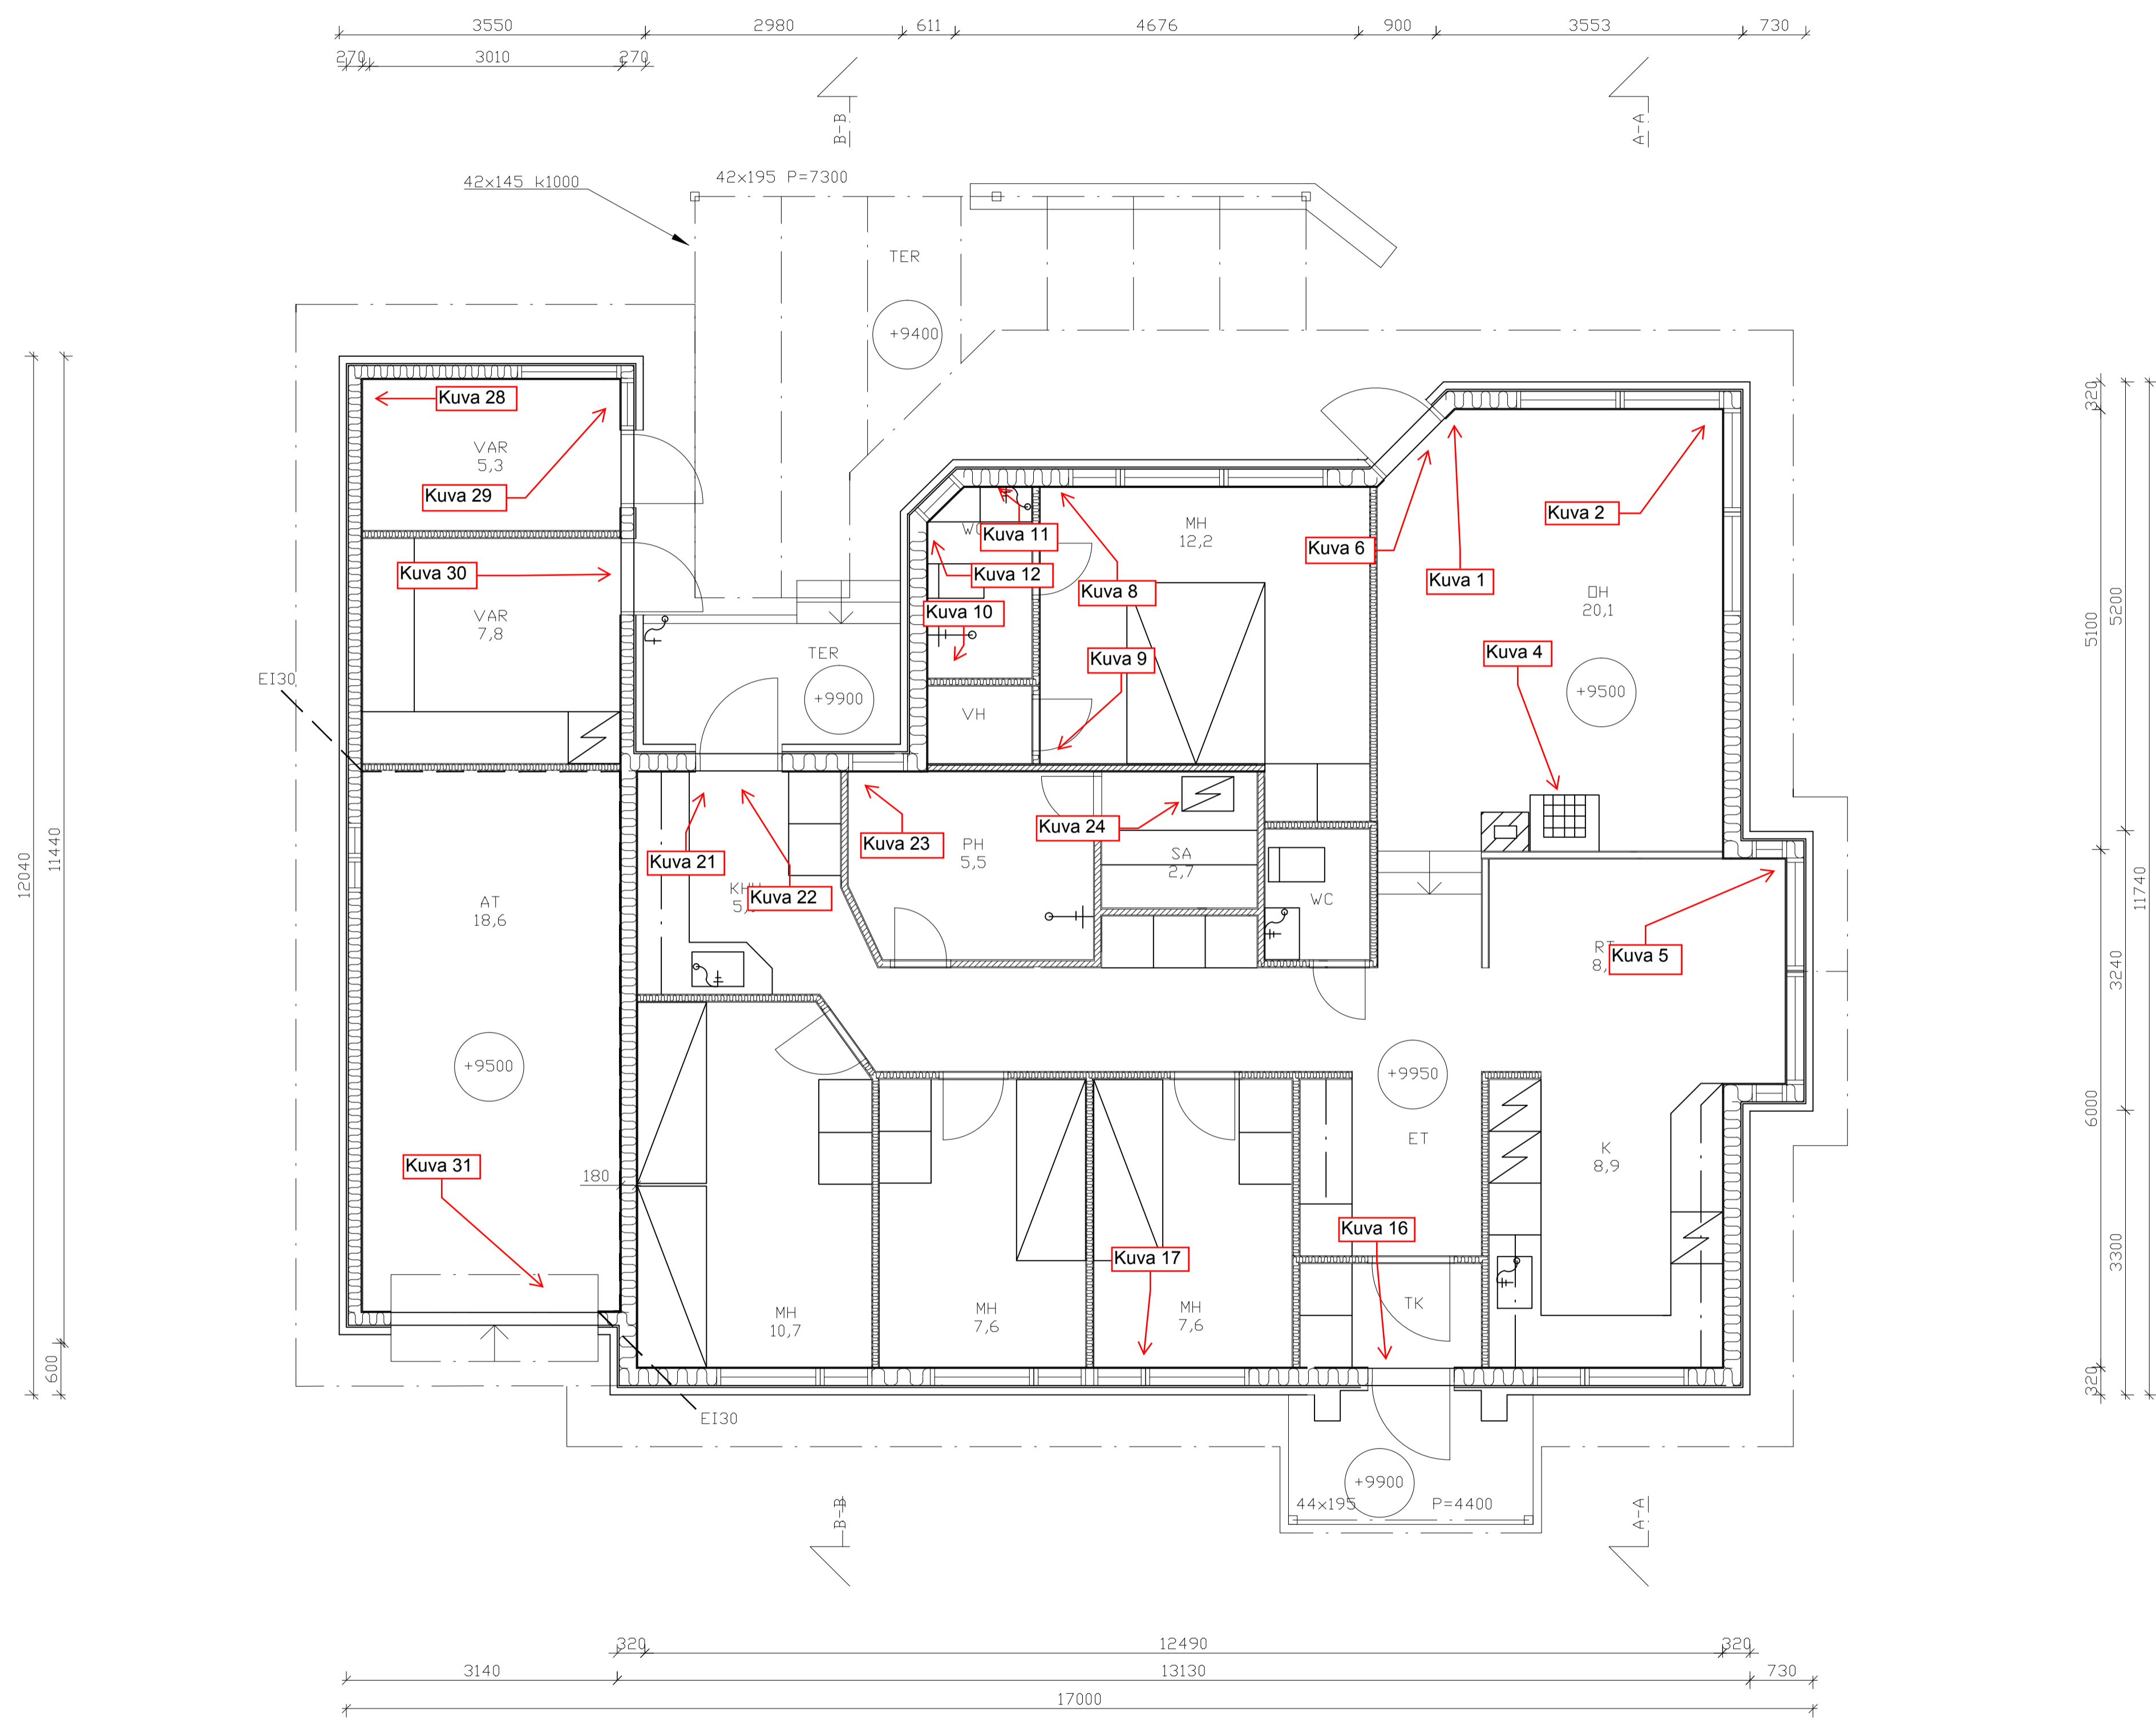 3550 2980 611 4676 900 3553 730
270 3010 270
B-B
A-A
42x145 k1000
42x195 P=7300
TER
+9400
Kuva 28
VAR
5,3
Kuva 29
Kuva 30
VAR
7,8
EI30
TER
+9900
Kuva 11
Kuva 12
Kuva 10
VH
MH
12,2
Kuva 8
Kuva 9
Kuva 6
Kuva 1
Kuva 2
OH
20,1
Kuva 4
+9500
Kuva 21
Kuva 22
Kuva 23
PH
5,5
Kuva 24
SA
2,7
WC
Kuva 5
AT
18,6
+9500
Kuva 31
180
+9950
ET
K
8,9
Kuva 16
Kuva 17
MH
10,7
MH
7,6
MH
7,6
TK
EI30
+9900
44x195 P=4400
B-B
A-A
12040
11440
600
320
5100
5200
3240
11740
6000
3300
320
320 12490 320
3140 13130 730
17000